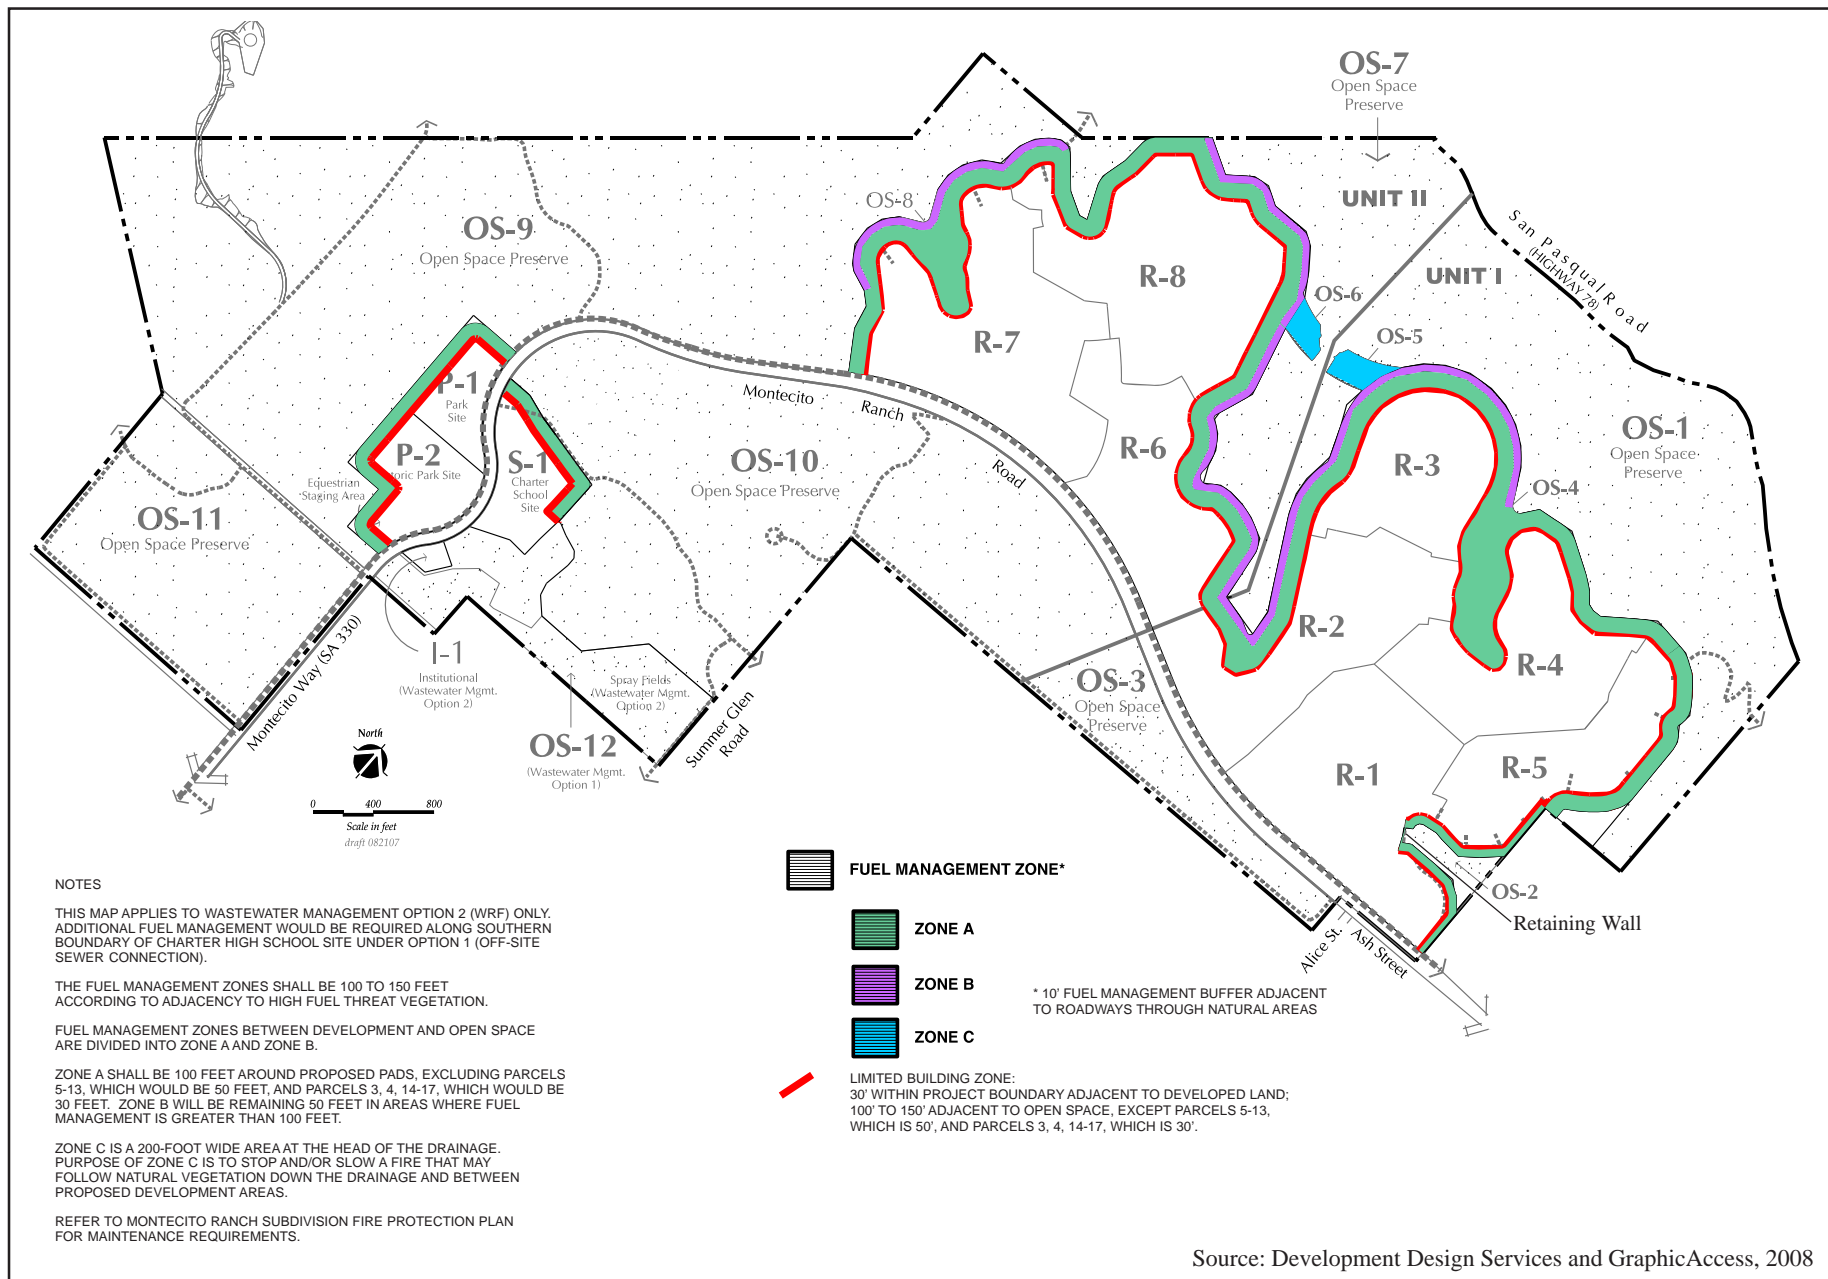 OS-7
Open Space
Preserve
UNIT II
San Pasqual Road
(HIGHWAY 78)
UNIT I
OS-8
OS-9
Open Space Preserve
R-8
OS-6
OS-5
R-7
P-1
Park
Site
Montecito
Ranch
Road
OS-1
Open Space
Preserve
R-6
R-3
OS-4
P-2
oric Park Site
S-1
Charter
School
Site
Equestrian
Staging Area
OS-10
Open Space Preserve
OS-11
Open Space Preserve
R-2
R-4
I-1
Institutional
(Wastewater Mgmt.
Option 2)
Spray Fields
(Wastewater Mgmt.
Option 2)
OS-3
Open Space
Preserve
Montecito Way (SA 330)
Summer Glen
Road
OS-12
(Wastewater Mgmt.
Option 1)
R-1
R-5
North
0 400 800
Scale in feet
draft 082107
OS-2
Retaining Wall
Alice St.
Ash Street
NOTES
THIS MAP APPLIES TO WASTEWATER MANAGEMENT OPTION 2 (WRF) ONLY.
ADDITIONAL FUEL MANAGEMENT WOULD BE REQUIRED ALONG SOUTHERN
BOUNDARY OF CHARTER HIGH SCHOOL SITE UNDER OPTION 1 (OFF-SITE
SEWER CONNECTION).
THE FUEL MANAGEMENT ZONES SHALL BE 100 TO 150 FEET
ACCORDING TO ADJACENCY TO HIGH FUEL THREAT VEGETATION.
FUEL MANAGEMENT ZONES BETWEEN DEVELOPMENT AND OPEN SPACE
ARE DIVIDED INTO ZONE A AND ZONE B.
ZONE A SHALL BE 100 FEET AROUND PROPOSED PADS, EXCLUDING PARCELS
5-13, WHICH WOULD BE 50 FEET, AND PARCELS 3, 4, 14-17, WHICH WOULD BE
30 FEET. ZONE B WILL BE REMAINING 50 FEET IN AREAS WHERE FUEL
MANAGEMENT IS GREATER THAN 100 FEET.
ZONE C IS A 200-FOOT WIDE AREA AT THE HEAD OF THE DRAINAGE.
PURPOSE OF ZONE C IS TO STOP AND/OR SLOW A FIRE THAT MAY
FOLLOW NATURAL VEGETATION DOWN THE DRAINAGE AND BETWEEN
PROPOSED DEVELOPMENT AREAS.
REFER TO MONTECITO RANCH SUBDIVISION FIRE PROTECTION PLAN
FOR MAINTENANCE REQUIREMENTS.
FUEL MANAGEMENT ZONE*
ZONE A
ZONE B
ZONE C
* 10' FUEL MANAGEMENT BUFFER ADJACENT
TO ROADWAYS THROUGH NATURAL AREAS
LIMITED BUILDING ZONE:
30' WITHIN PROJECT BOUNDARY ADJACENT TO DEVELOPED LAND;
100' TO 150' ADJACENT TO OPEN SPACE, EXCEPT PARCELS 5-13,
WHICH IS 50', AND PARCELS 3, 4, 14-17, WHICH IS 30'.
Source: Development Design Services and GraphicAccess, 2008